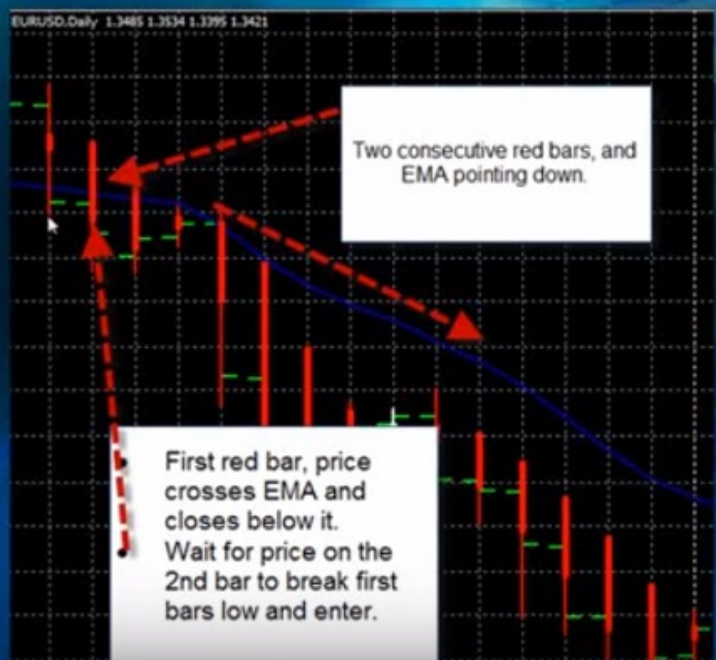 EURUSD,Daily 1.3485 1.3534 1.3395 1.3421
Two consecutive red bars, and
EMA pointing down.
• First red bar, price
crosses EMA and
closes below it.
• Wait for price on the
2nd bar to break first
bars low and enter.